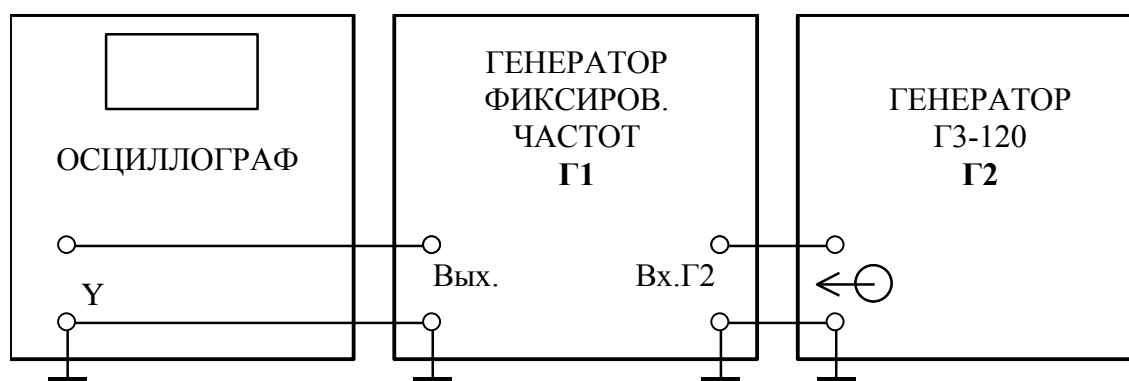 ОСЦИЛЛОГРАФ
Y
ГЕНЕРАТОР
ФИКСИРОВ.
ЧАСТОТ
Г1
Вых.
Вх.Г2
ГЕНЕРАТОР
Г3-120
Г2